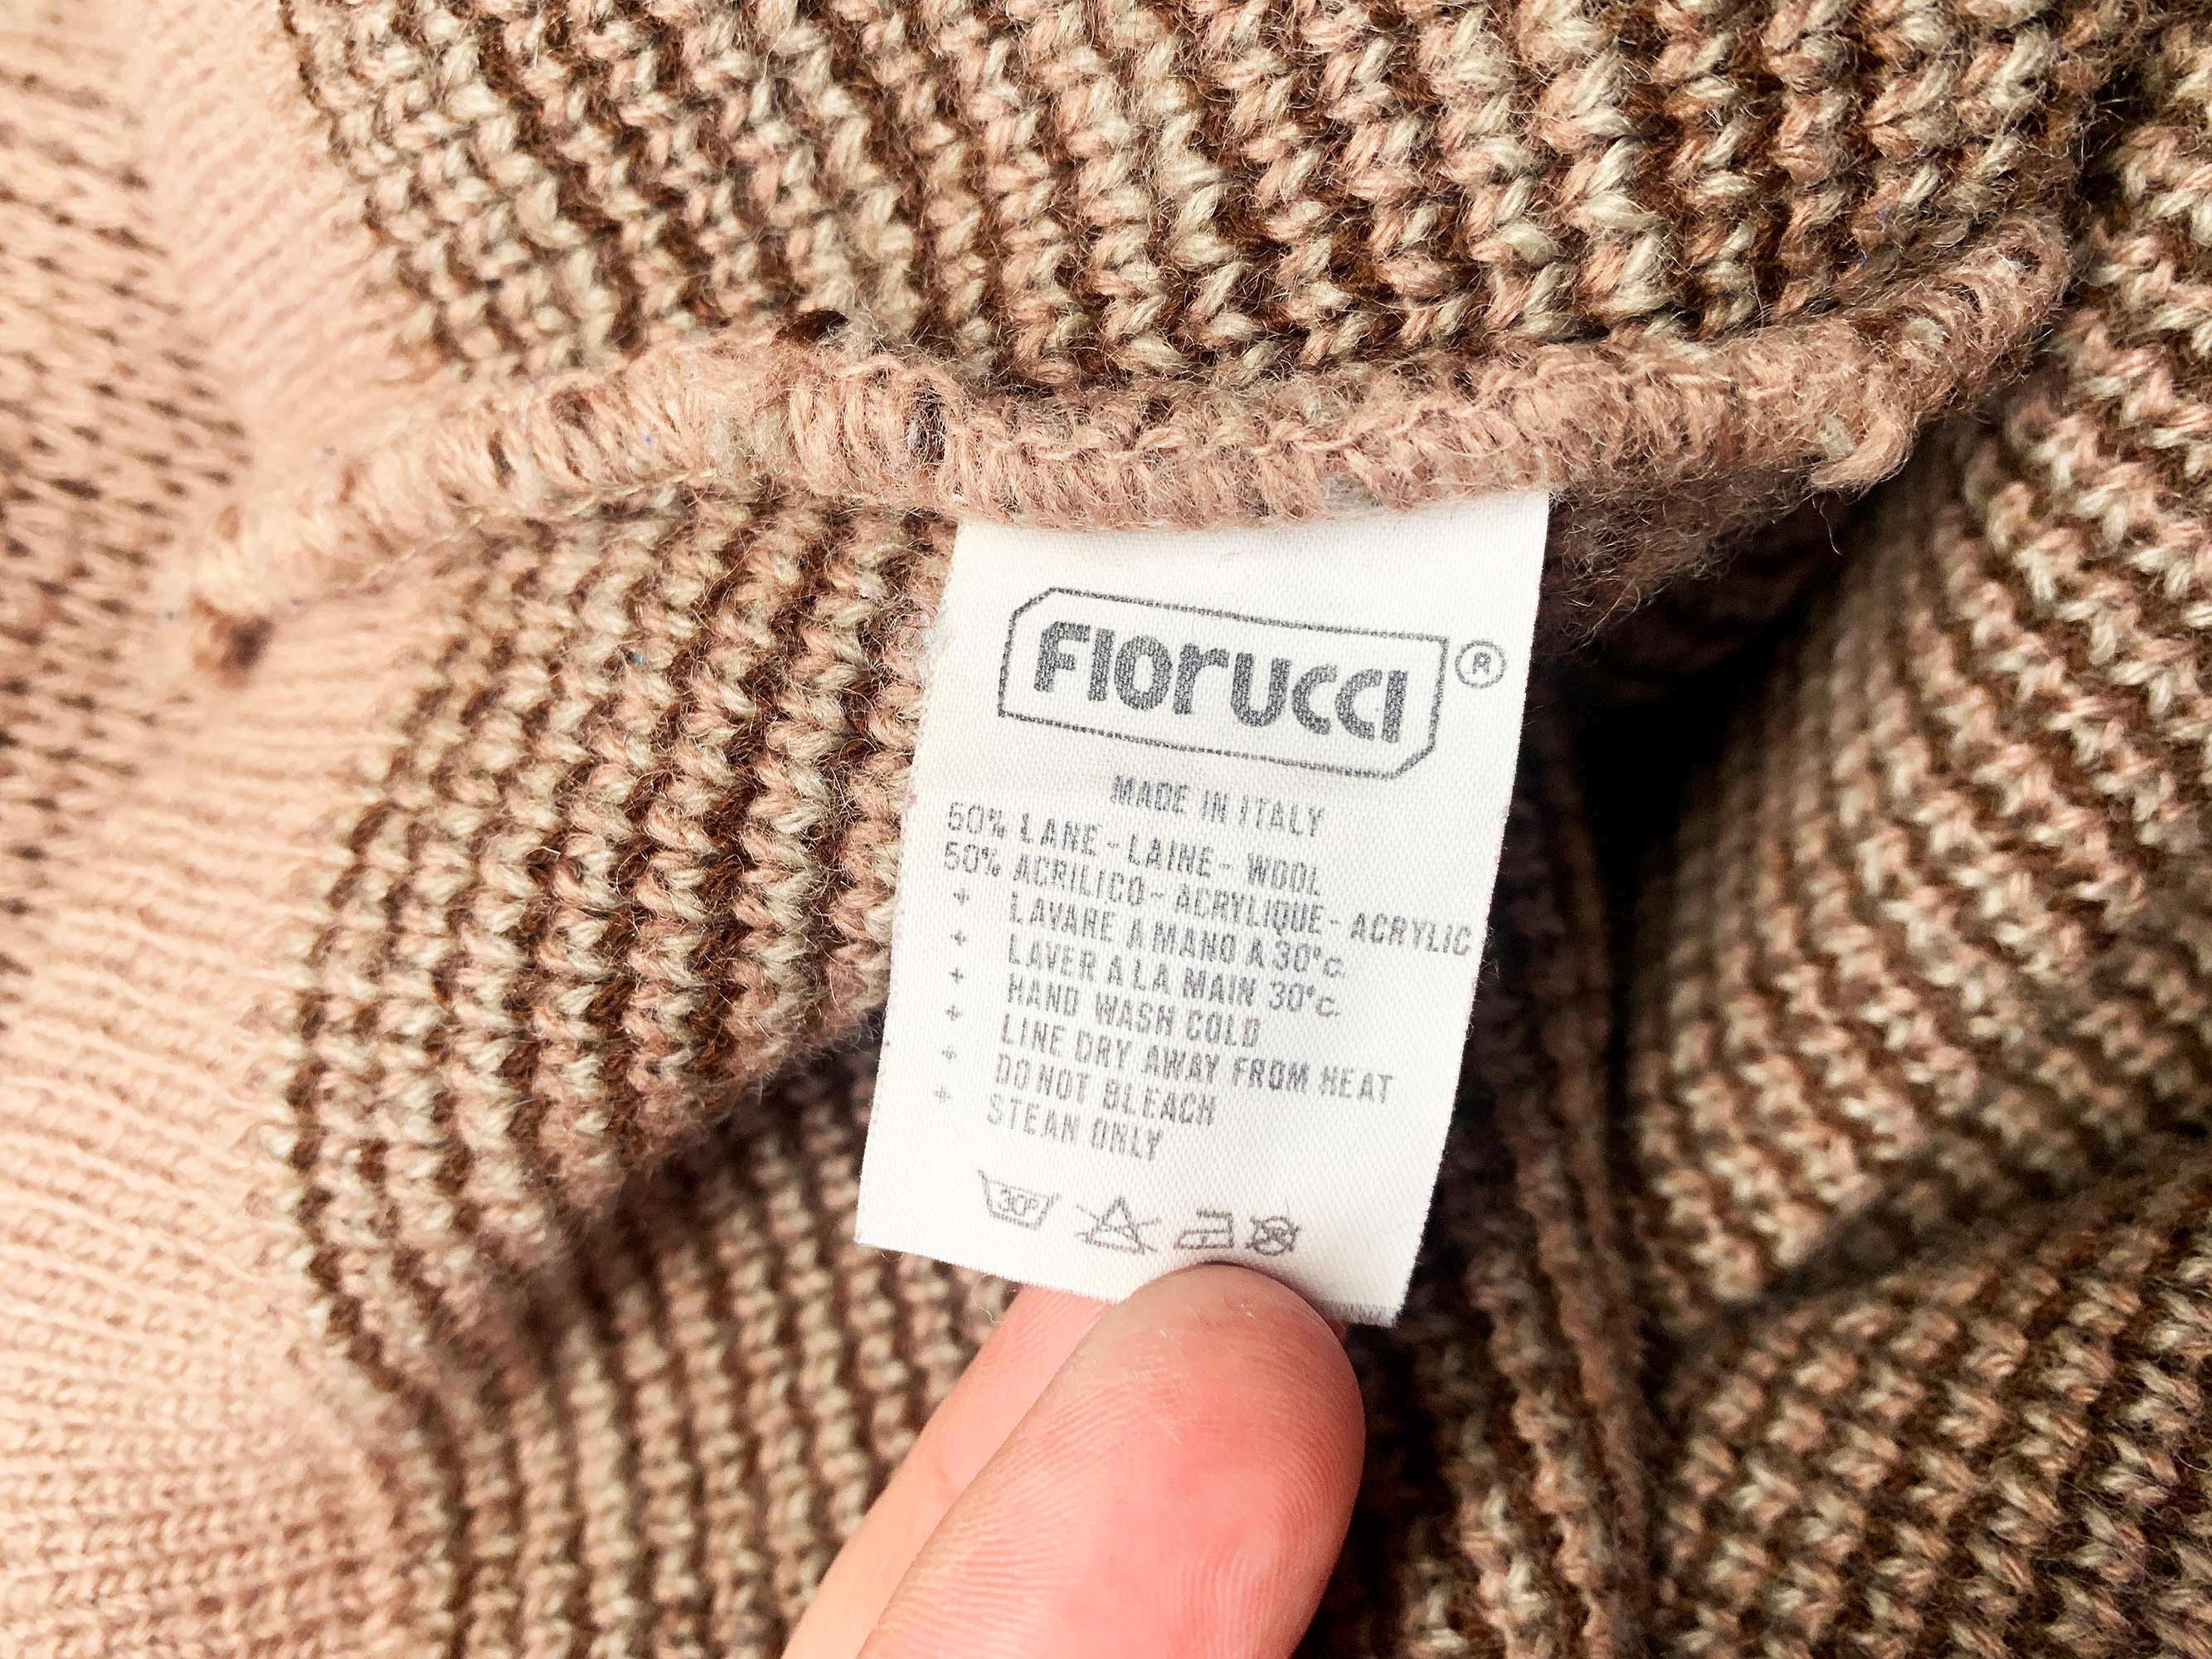 FIORUCCI ®
MADE IN ITALY
50% LANE - LAINE - WOOL
50% ACRILICO - ACRYLIQUE - ACRYLIC
+ LAVARE A MANO A 30°c.
+ LAVER A LA MAIN 30°c.
+ HAND WASH COLD
+ LINE DRY AWAY FROM HEAT
+ DO NOT BLEACH
+ STEAM ONLY
30°